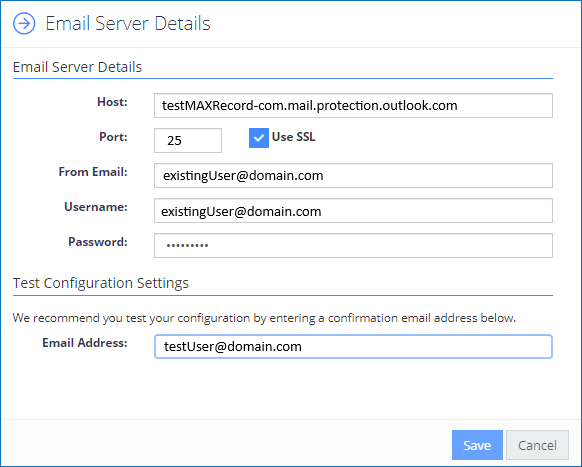 Email Server Details
Email Server Details
Host: testMAXRecord-com.mail.protection.outlook.com
Port: 25 Use SSL
From Email: existingUser@domain.com
Username: existingUser@domain.com
Password: •••••••••
Test Configuration Settings
We recommend you test your configuration by entering a confirmation email address below.
Email Address: testUser@domain.com
Save Cancel